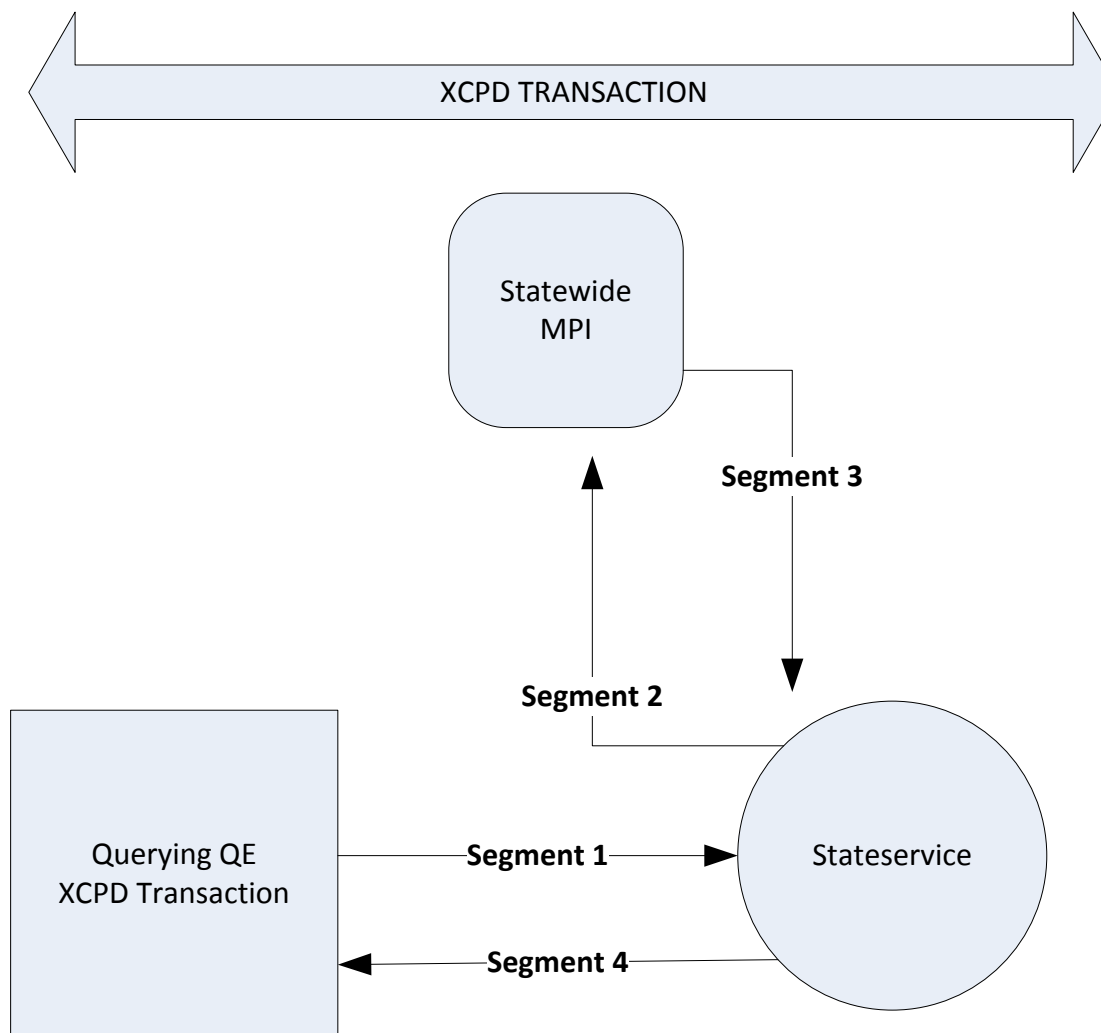 XCPD TRANSACTION
Statewide
MPI
Segment 3
Segment 2
Querying QE
XCPD Transaction
Segment 1
Stateservice
Segment 4